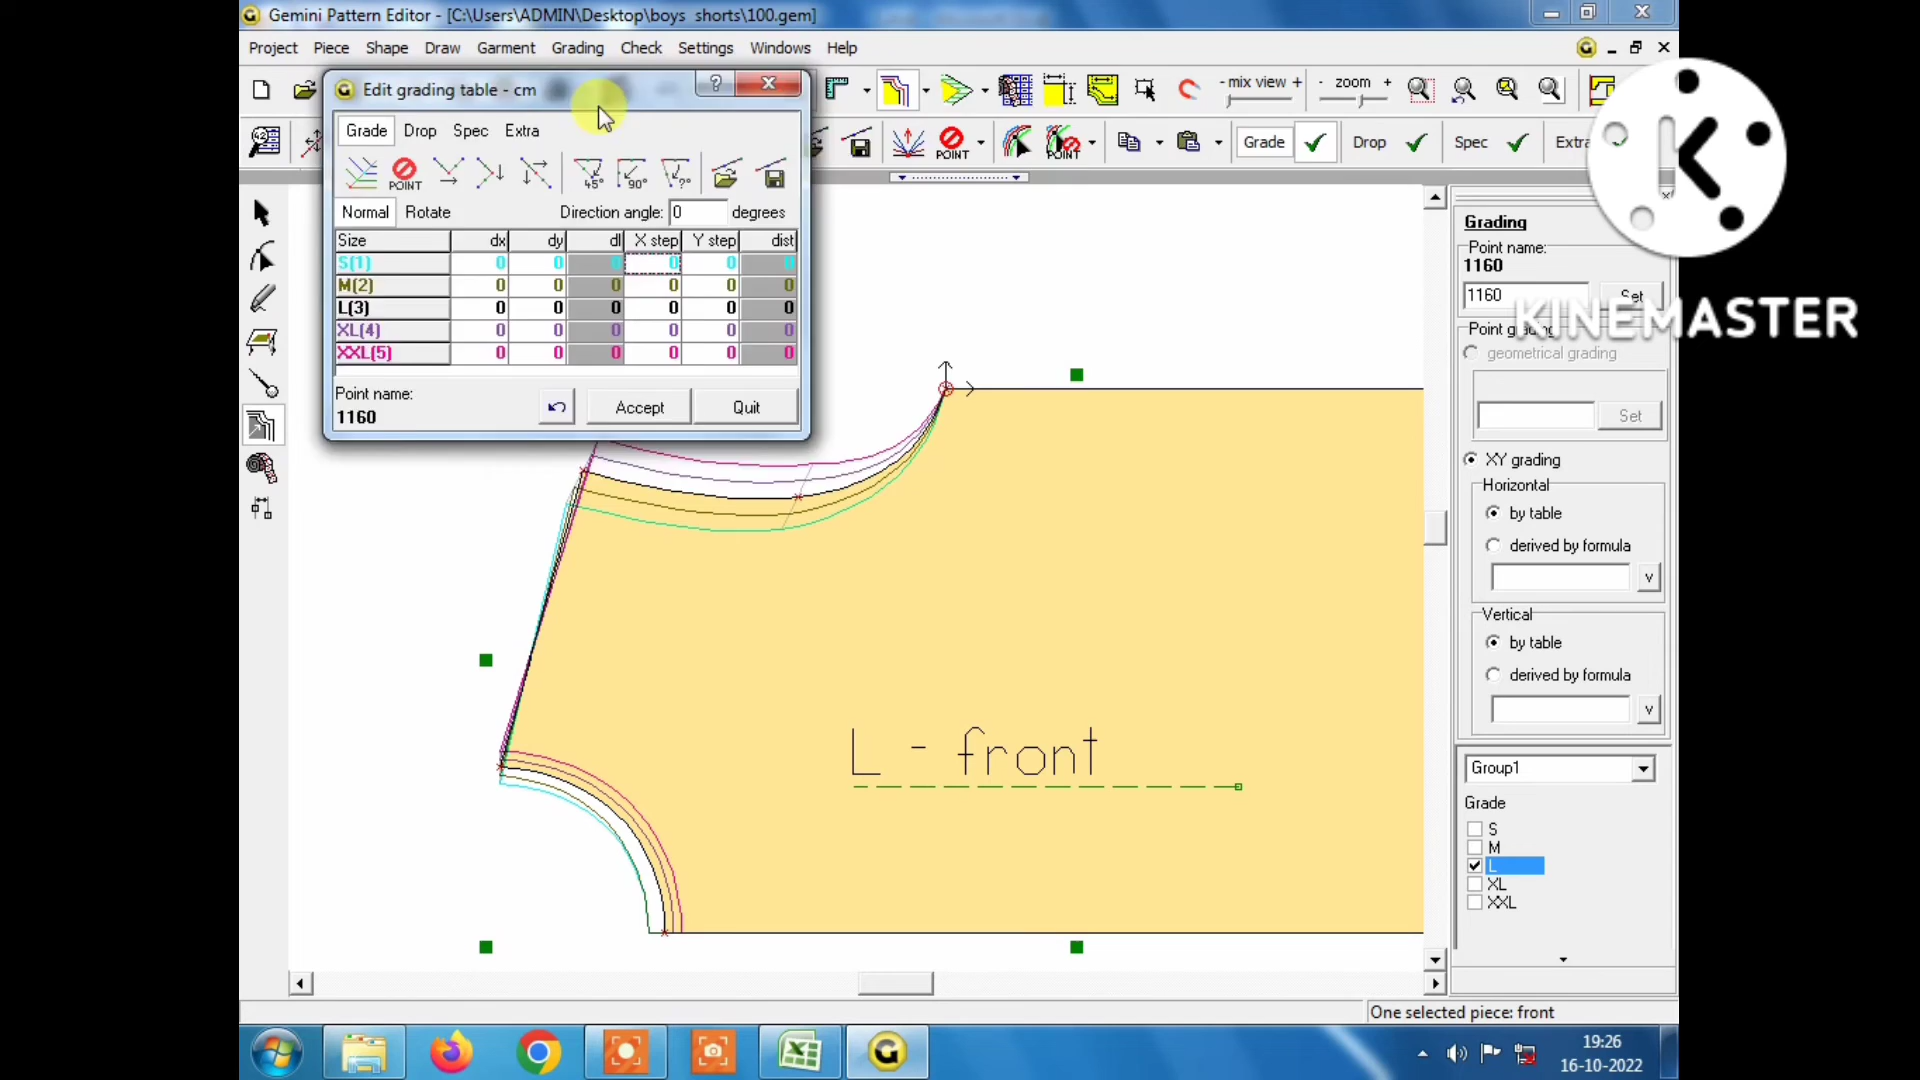 Gemini Pattern Editor - [C:\Users\ADMIN\Desktop\boys shorts\100.gem]
Project Piece Shape Draw Garment Grading Check Settings Windows Help
Edit grading table - cm
- mix view + - zoom +
Grade Drop Spec Extra
POINT 45° 90° ?°
POINT POINT Grade Drop Spec Extra
Normal Rotate Direction angle: 0 degrees
Size dx dy dl X step Y step dist
S(1) 0 0 0 0 0 0
M(2) 0 0 0 0 0 0
L(3) 0 0 0 0 0 0
XL(4) 0 0 0 0 0 0
XXL(5) 0 0 0 0 0 0
Point name:
1160
Accept Quit
L - front
Grading
Point name:
1160
1160 Set
KINEMASTER
Point grading
geometrical grading
Set
XY grading
Horizontal
by table
derived by formula
v
Vertical
by table
derived by formula
v
Group1
Grade
S
M
L
XL
XXL
One selected piece: front
19:26
16-10-2022